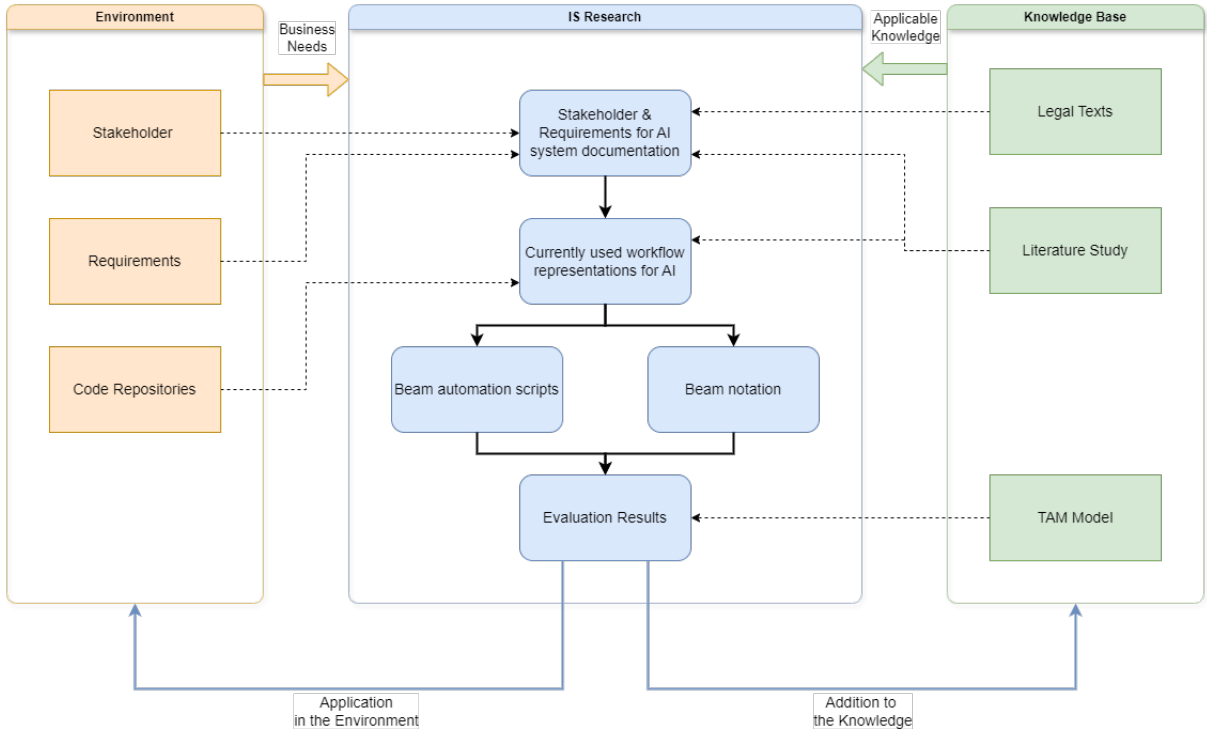 Environment
IS Research
Knowledge Base
Business
Needs
Applicable
Knowledge
Stakeholder
Stakeholder &
Requirements for AI
system documentation
Legal Texts
Requirements
Currently used workflow
representations for AI
Literature Study
Code Repositories
Beam automation scripts
Beam notation
Evaluation Results
TAM Model
Application
in the Environment
Addition to
the Knowledge